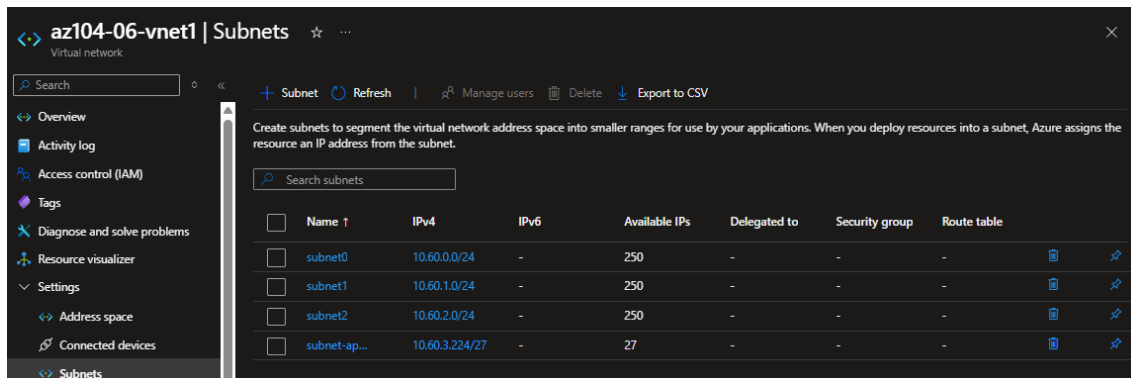 az104-06-vnet1 | Subnets ☆ ...
Virtual network
Search
+ Subnet Refresh | Manage users Delete Export to CSV
Overview
Activity log
Access control (IAM)
Tags
Diagnose and solve problems
Resource visualizer
Settings
Address space
Connected devices
Subnets
Create subnets to segment the virtual network address space into smaller ranges for use by your applications. When you deploy resources into a subnet, Azure assigns the
resource an IP address from the subnet.
Search subnets
Name ↑ IPv4 IPv6 Available IPs Delegated to Security group Route table
subnet0 10.60.0.0/24 - 250 - - -
subnet1 10.60.1.0/24 - 250 - - -
subnet2 10.60.2.0/24 - 250 - - -
subnet-ap... 10.60.3.224/27 - 27 - - -